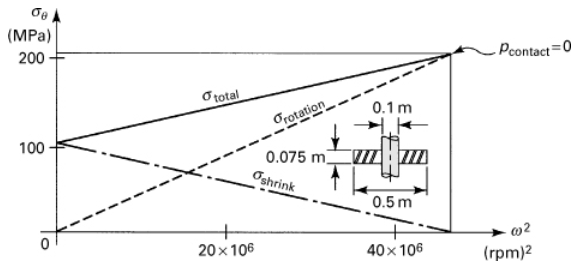 σθ
(MPa)
200
100
0
σtotal
σrotation
σshrink
pcontact=0
0.1 m
0.075 m
0.5 m
20×10⁶
40×10⁶
ω²
(rpm)²